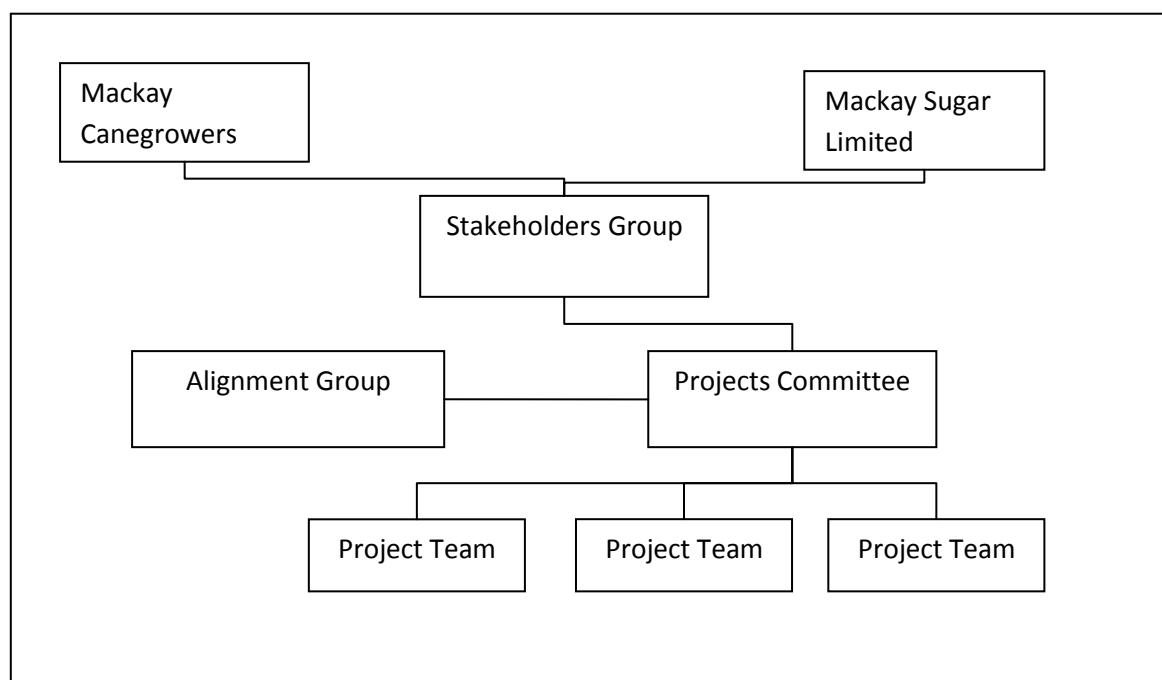 Mackay
Canegrowers
Mackay Sugar
Limited
Stakeholders Group
Alignment Group
Projects Committee
Project Team
Project Team
Project Team